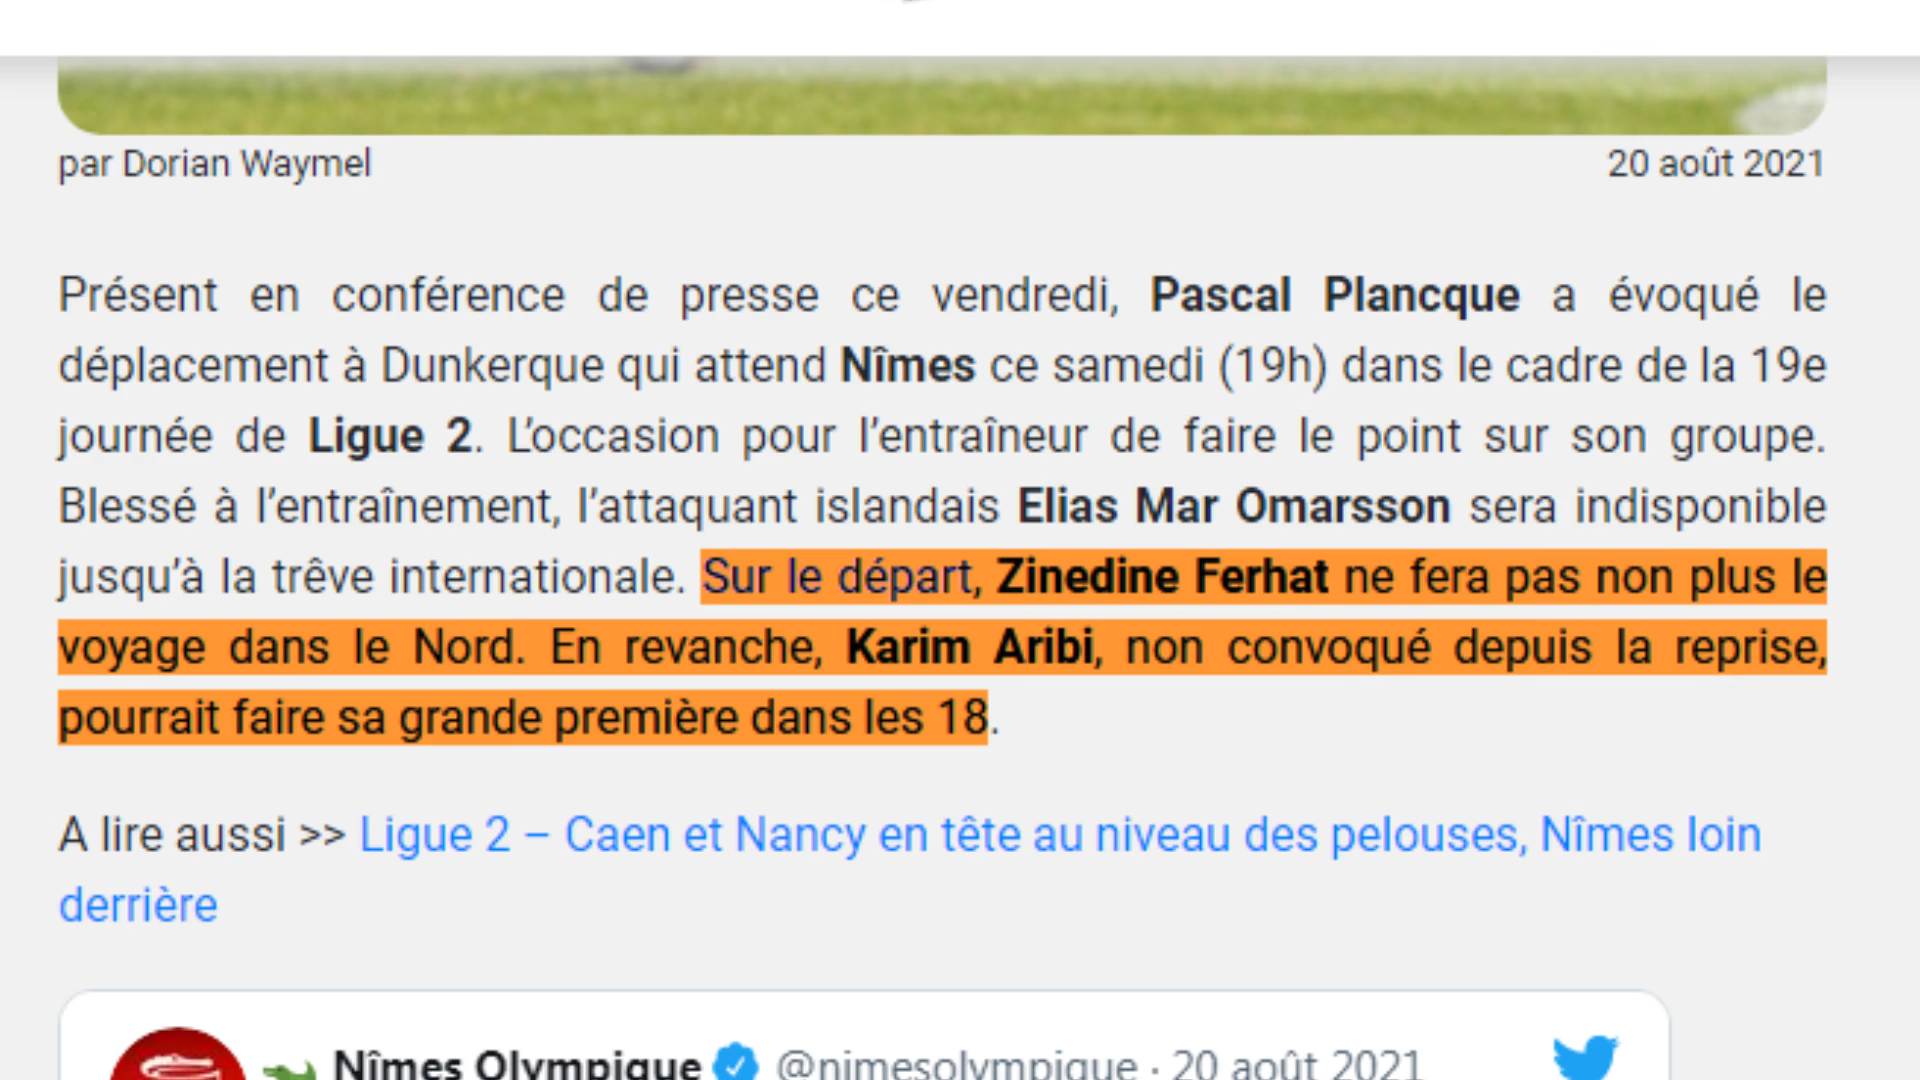 par Dorian Waymel
20 août 2021
Présent en conférence de presse ce vendredi, Pascal Plancque a évoqué le
déplacement à Dunkerque qui attend Nîmes ce samedi (19h) dans le cadre de la 19e
journée de Ligue 2. L’occasion pour l’entraîneur de faire le point sur son groupe.
Blessé à l’entraînement, l’attaquant islandais Elias Mar Omarsson sera indisponible
jusqu’à la trêve internationale. Sur le départ, Zinedine Ferhat ne fera pas non plus le
voyage dans le Nord. En revanche, Karim Aribi, non convoqué depuis la reprise,
pourrait faire sa grande première dans les 18.
A lire aussi >> Ligue 2 – Caen et Nancy en tête au niveau des pelouses, Nîmes loin
derrière
Nîmes Olympique @nimesolympique · 20 août 2021